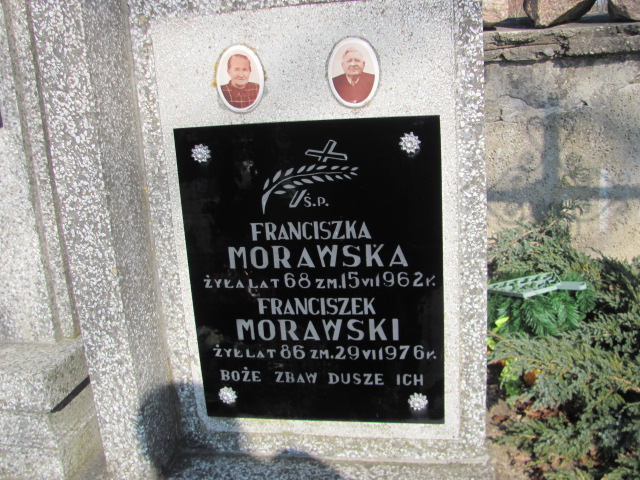 Ś.P.
FRANCISZKA
MORAWSKA
ŻYŁA LAT 68 ZM. 15 VII 1962 R.
FRANCISZEK
MORAWSKI
ŻYŁ LAT 86 ZM. 29 VII 1976 R.
BOŻE ZBAW DUSZE ICH